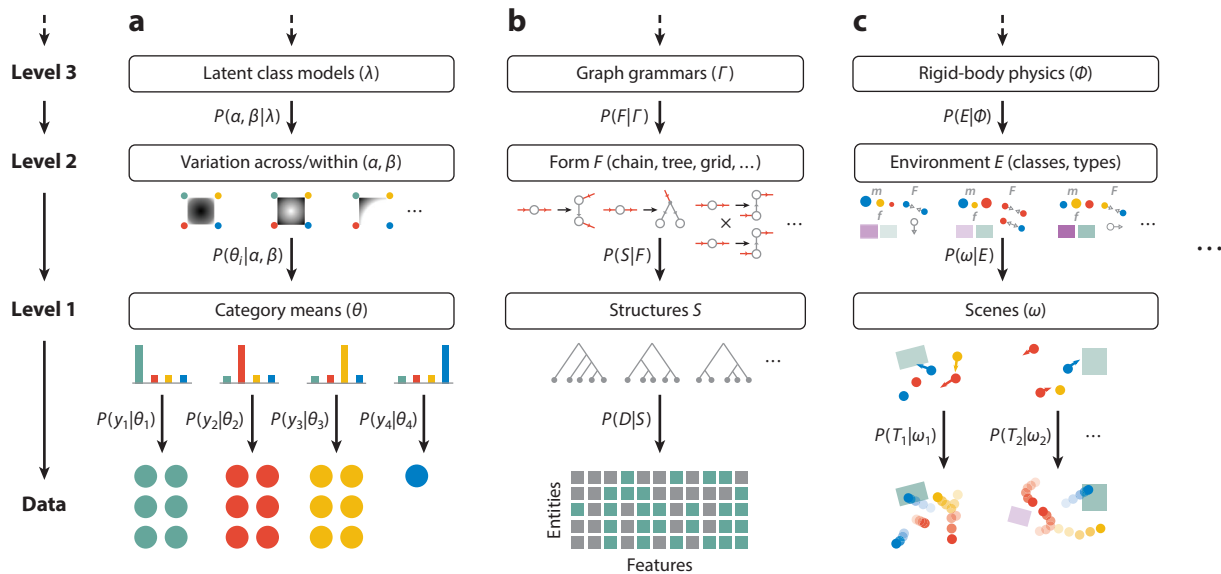 a
b
c
Level 3
Latent class models (λ)
Graph grammars (Γ)
Rigid-body physics (Φ)
P(α, β|λ)
P(F|Γ)
P(E|Φ)
Level 2
Variation across/within (α, β)
Form F (chain, tree, grid, ...)
Environment E (classes, types)
...
×
...
m
F
f
m
F
f
m
F
f
...
P(θi|α, β)
P(S|F)
P(ω|E)
...
Level 1
Category means (θ)
Structures S
Scenes (ω)
...
P(y1|θ1)
P(y2|θ2)
P(y3|θ3)
P(y4|θ4)
P(D|S)
P(T1|ω1)
P(T2|ω2)
...
Data
Entities
Features